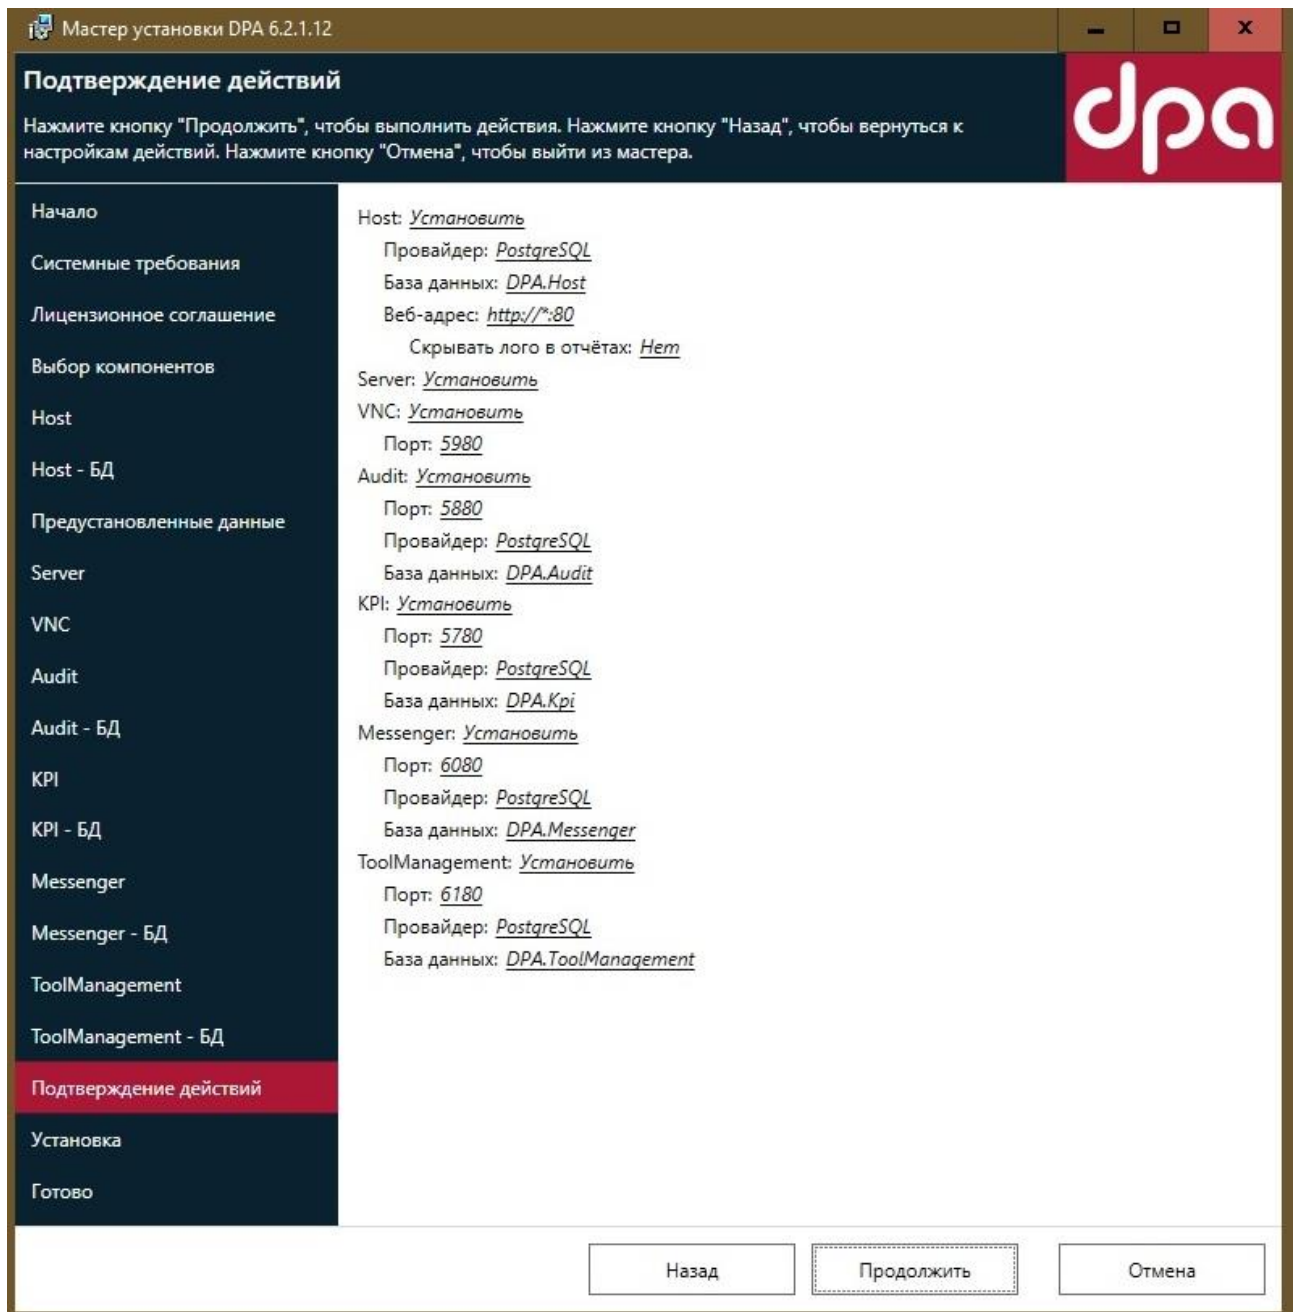 Мастер установки DPA 6.2.1.12
Подтверждение действий
Нажмите кнопку "Продолжить", чтобы выполнить действия. Нажмите кнопку "Назад", чтобы вернуться к
настройкам действий. Нажмите кнопку "Отмена", чтобы выйти из мастера.
dpa
Начало
Системные требования
Лицензионное соглашение
Выбор компонентов
Host
Host - БД
Предустановленные данные
Server
VNC
Audit
Audit - БД
KPI
KPI - БД
Messenger
Messenger - БД
ToolManagement
ToolManagement - БД
Подтверждение действий
Установка
Готово
Host: Установить
Провайдер: PostgreSQL
База данных: DPA.Host
Веб-адрес: http://*:80
Скрывать лого в отчётах: Нет
Server: Установить
VNC: Установить
Порт: 5980
Audit: Установить
Порт: 5880
Провайдер: PostgreSQL
База данных: DPA.Audit
KPI: Установить
Порт: 5780
Провайдер: PostgreSQL
База данных: DPA.Kpi
Messenger: Установить
Порт: 6080
Провайдер: PostgreSQL
База данных: DPA.Messenger
ToolManagement: Установить
Порт: 6180
Провайдер: PostgreSQL
База данных: DPA.ToolManagement
Назад
Продолжить
Отмена